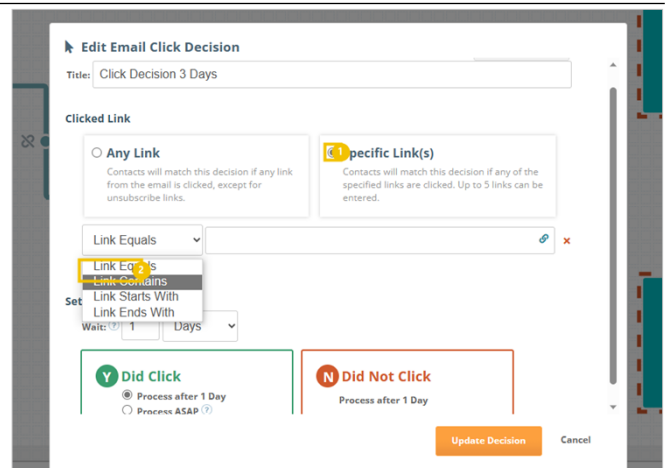 Edit Email Click Decision
Title: Click Decision 3 Days
Clicked Link
Any Link
Contacts will match this decision if any link
from the email is clicked, except for
unsubscribe links.
1 pecific Link(s)
Contacts will match this decision if any of the
specified links are clicked. Up to 5 links can be
entered.
Link Equals
Link Eq s
2
Link Contains
Link Starts With
Link Ends With
Set
Wait: ? 1 Days
Y Did Click
Process after 1 Day
Process ASAP ?
N Did Not Click
Process after 1 Day
Update Decision Cancel